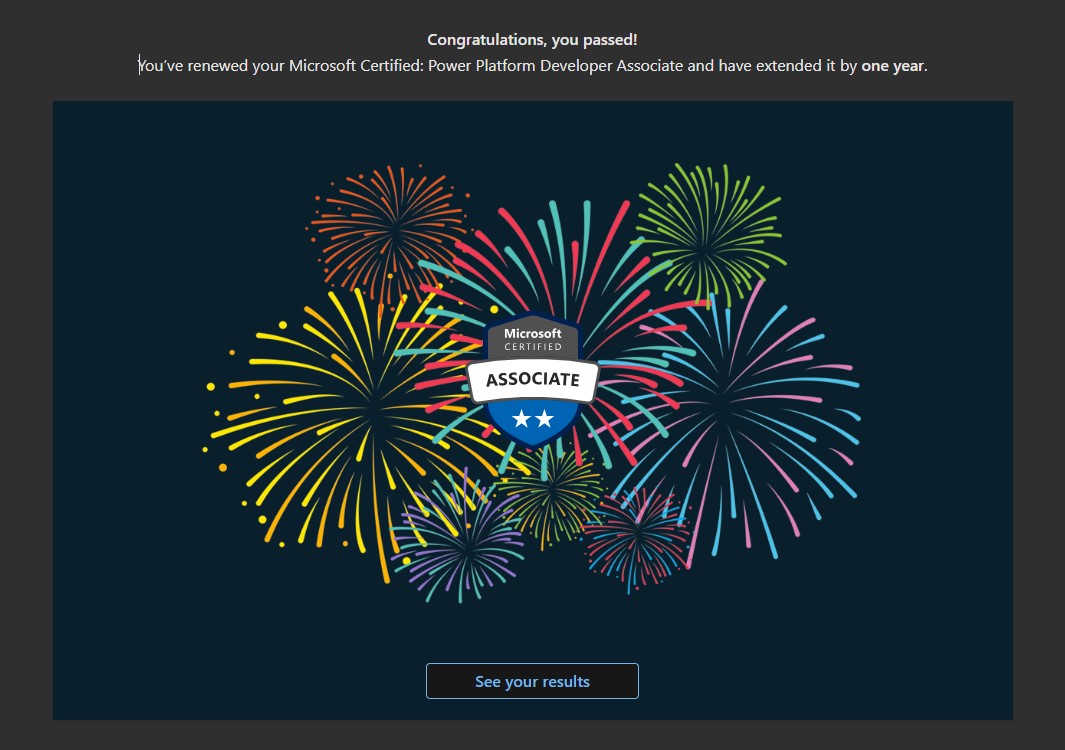 Congratulations, you passed!
You’ve renewed your Microsoft Certified: Power Platform Developer Associate and have extended it by one year.
Microsoft
CERTIFIED
ASSOCIATE
See your results